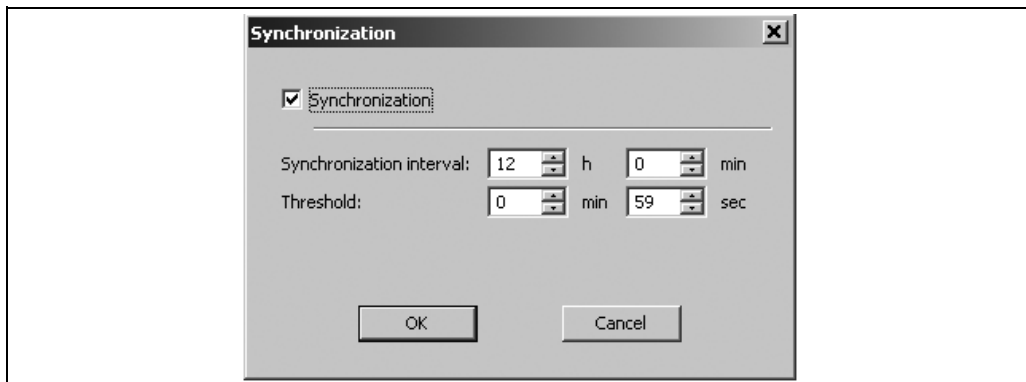 Synchronization
Synchronization
Synchronization interval: 12 h 0 min
Threshold: 0 min 59 sec
OK Cancel